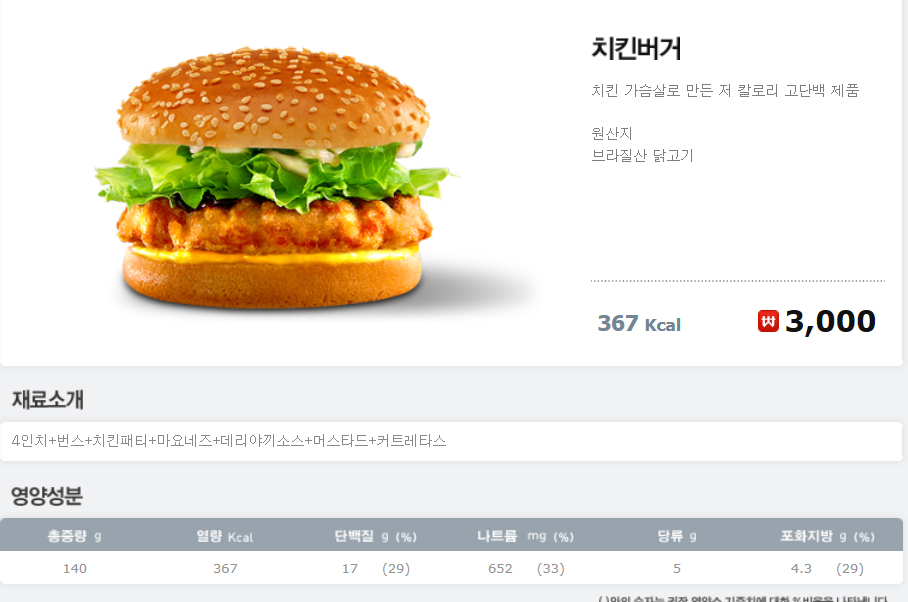 치킨버거
치킨 가슴살로 만든 저 칼로리 고단백 제품
원산지
브라질산 닭고기
367 Kcal ₩ 3,000
재료소개
4인치+번스+치킨패티+마요네즈+데리야끼소스+머스타드+커트레타스
영양성분
총중량 g 열량 Kcal 단백질 g (%) 나트륨 mg (%) 당류 g 포화지방 g (%)
140 367 17 (29) 652 (33) 5 4.3 (29)